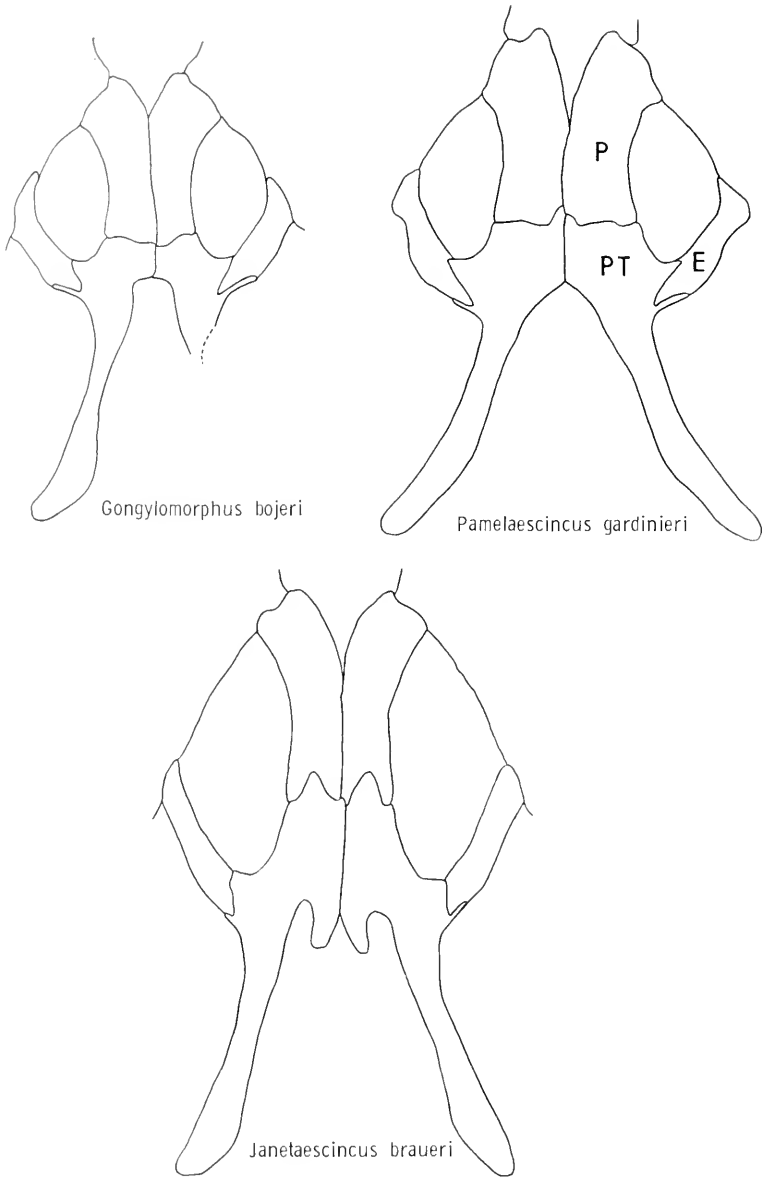 P
PT
E
Gongylomorphus bojeri
Pamelaescincus gardinieri
Janetaescincus braueri